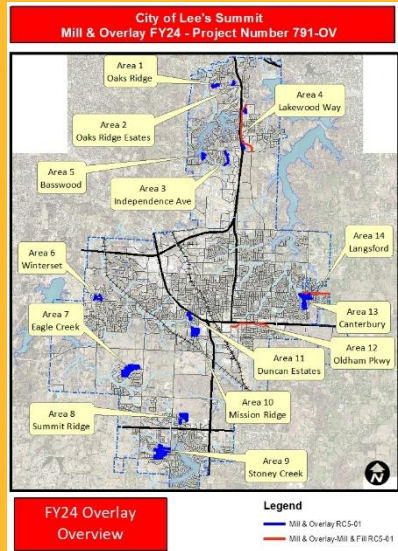 City of Lee's Summit
Mill & Overlay FY24 - Project Number 791-OV
Area 1
Oaks Ridge
Area 2
Oaks Ridge Esates
Area 4
Lakewood Way
Area 5
Basswood
Area 3
Independence Ave
Area 14
Langsford
Area 6
Winterset
Area 7
Eagle Creek
Area 13
Canterbury
Area 12
Oldham Pkwy
Area 11
Duncan Estates
Area 10
Mission Ridge
Area 8
Summit Ridge
Area 9
Stoney Creek
N
FY24 Overlay
Overview
Legend
Mill & Overlay RC5-01
Mill & Overlay-Mill & Fill RC5-01